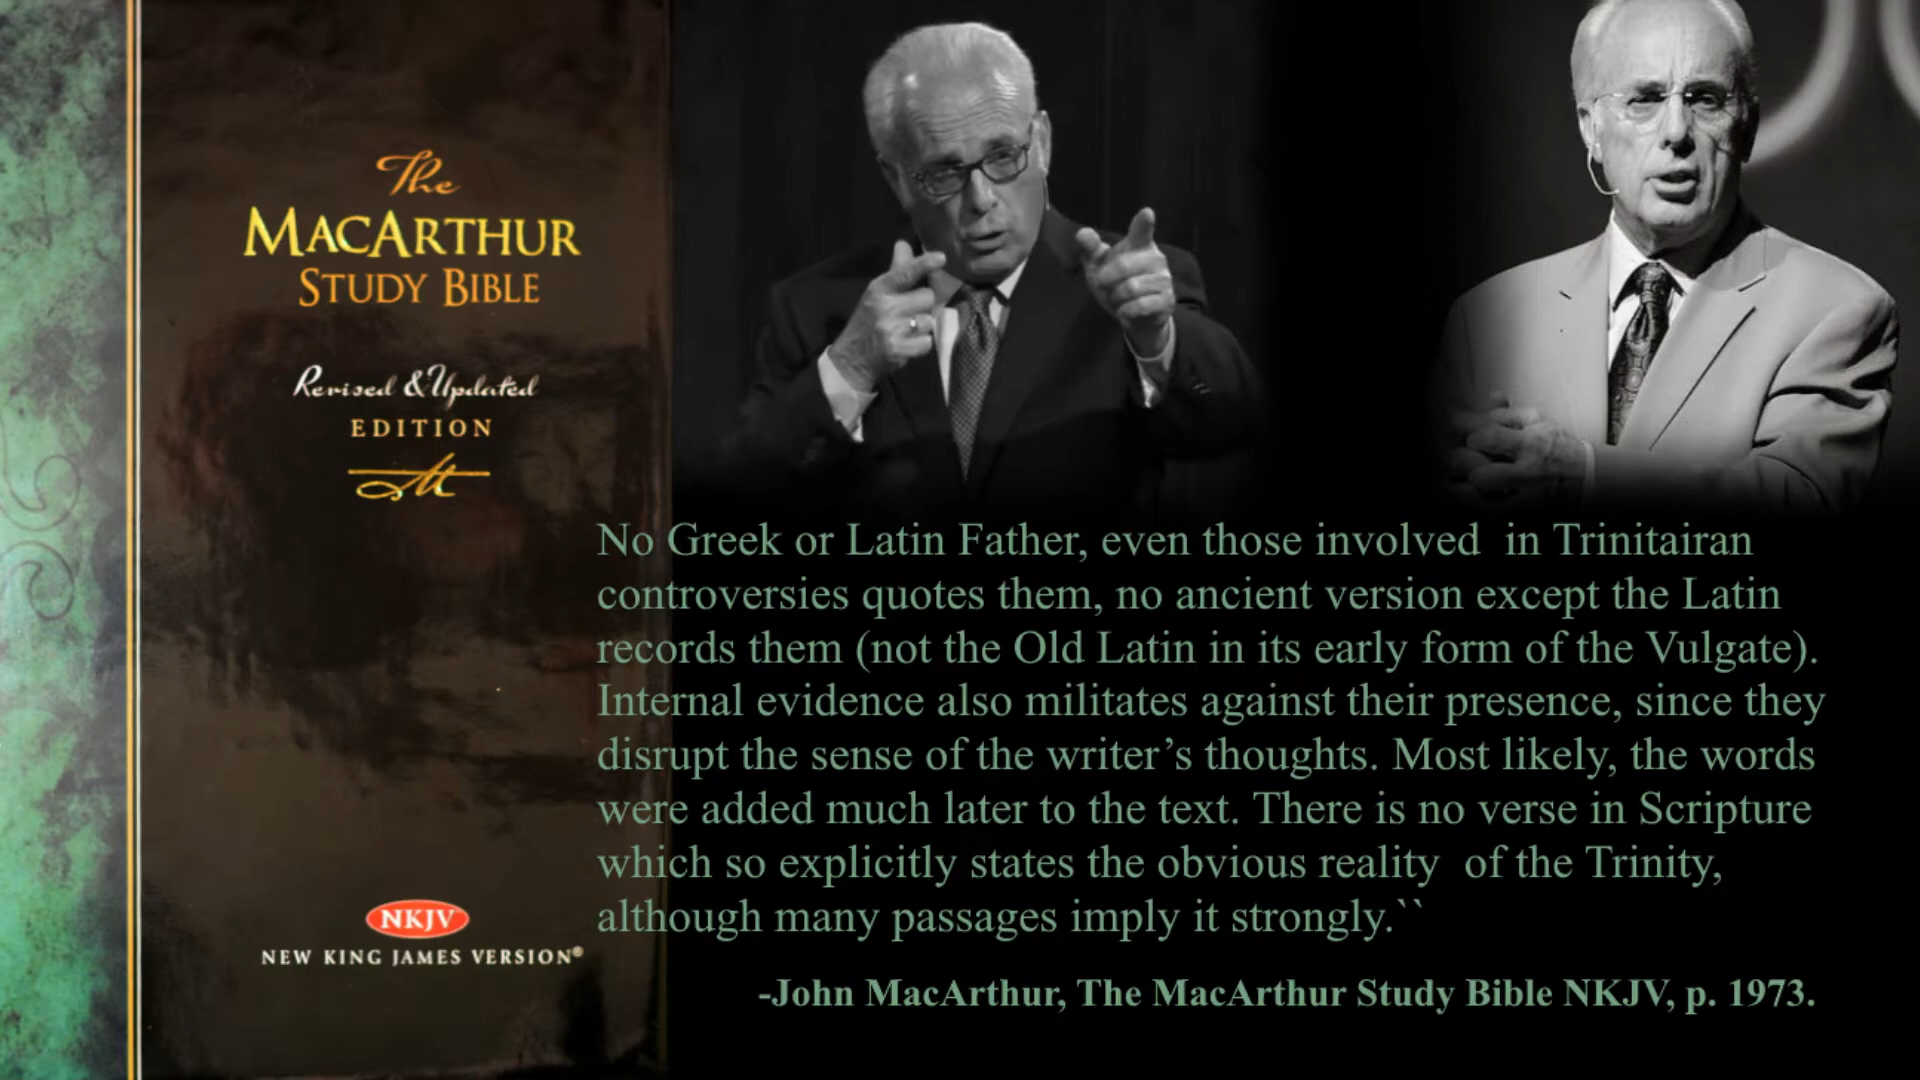 The
MACARTHUR
STUDY BIBLE
Revised & Updated
EDITION
NKJV
NEW KING JAMES VERSION®
No Greek or Latin Father, even those involved in Trinitairan
controversies quotes them, no ancient version except the Latin
records them (not the Old Latin in its early form of the Vulgate).
Internal evidence also militates against their presence, since they
disrupt the sense of the writer’s thoughts. Most likely, the words
were added much later to the text. There is no verse in Scripture
which so explicitly states the obvious reality of the Trinity,
although many passages imply it strongly.``
-John MacArthur, The MacArthur Study Bible NKJV, p. 1973.